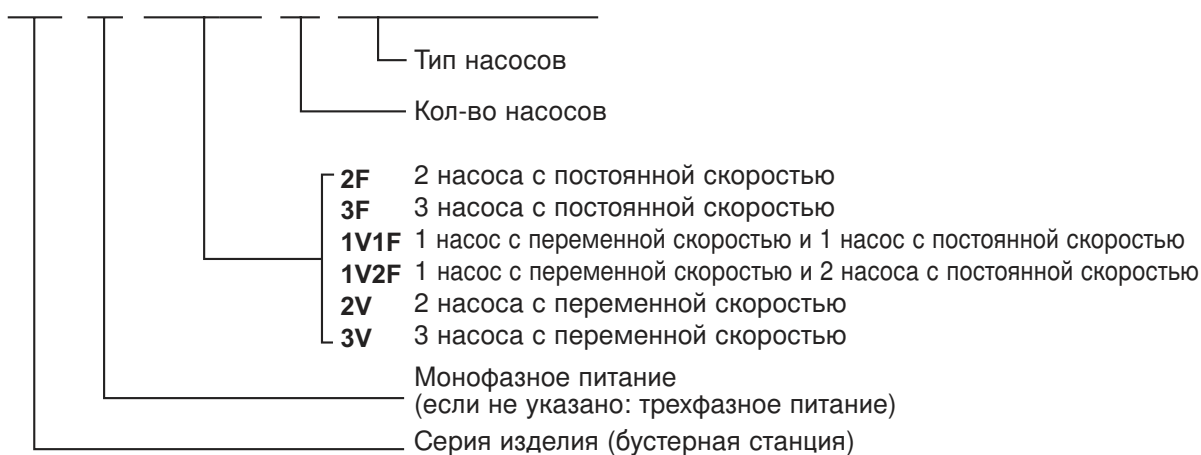 Тип насосов
Кол-во насосов
2F 2 насоса с постоянной скоростью
3F 3 насоса с постоянной скоростью
1V1F 1 насос с переменной скоростью и 1 насос с постоянной скоростью
1V2F 1 насос с переменной скоростью и 2 насоса с постоянной скоростью
2V 2 насоса с переменной скоростью
3V 3 насоса с переменной скоростью
Монофазное питание
(если не указано: трехфазное питание)
Серия изделия (бустерная станция)